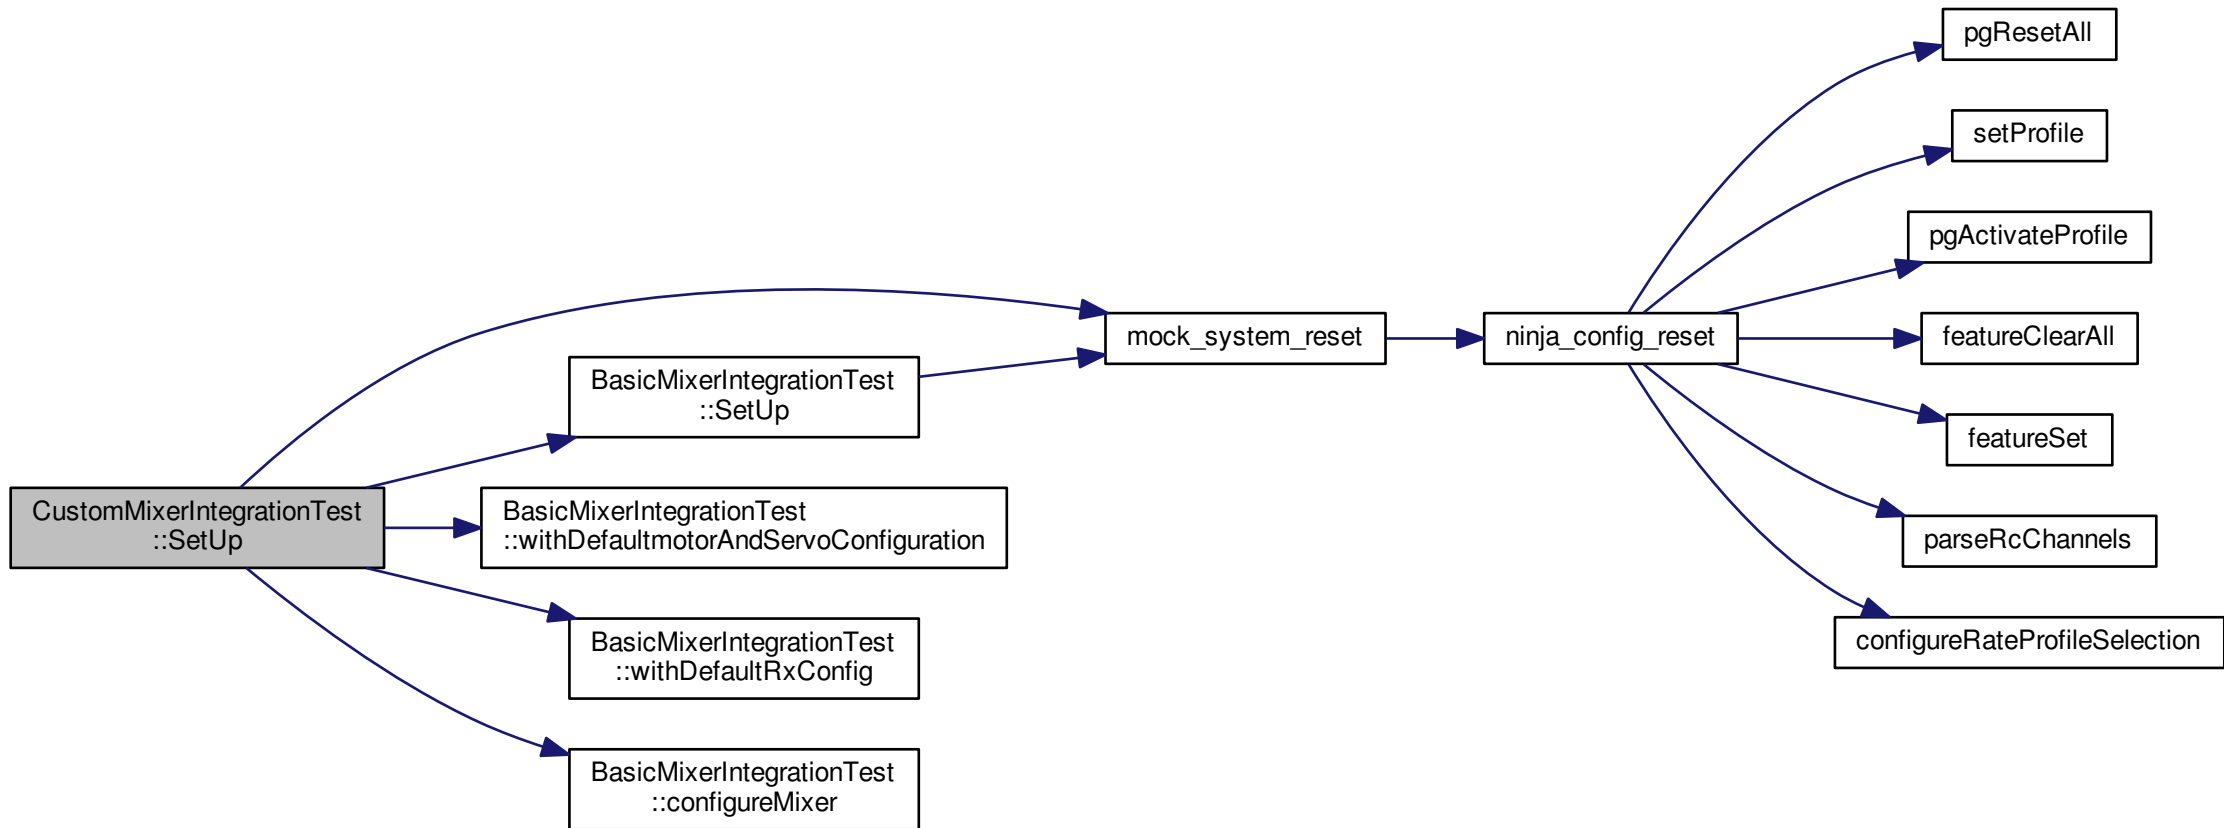 CustomMixerIntegrationTest
::SetUp
BasicMixerIntegrationTest
::SetUp
BasicMixerIntegrationTest
::withDefaultmotorAndServoConfiguration
BasicMixerIntegrationTest
::withDefaultRxConfig
BasicMixerIntegrationTest
::configureMixer
mock_system_reset
ninja_config_reset
pgResetAll
setProfile
pgActivateProfile
featureClearAll
featureSet
parseRcChannels
configureRateProfileSelection